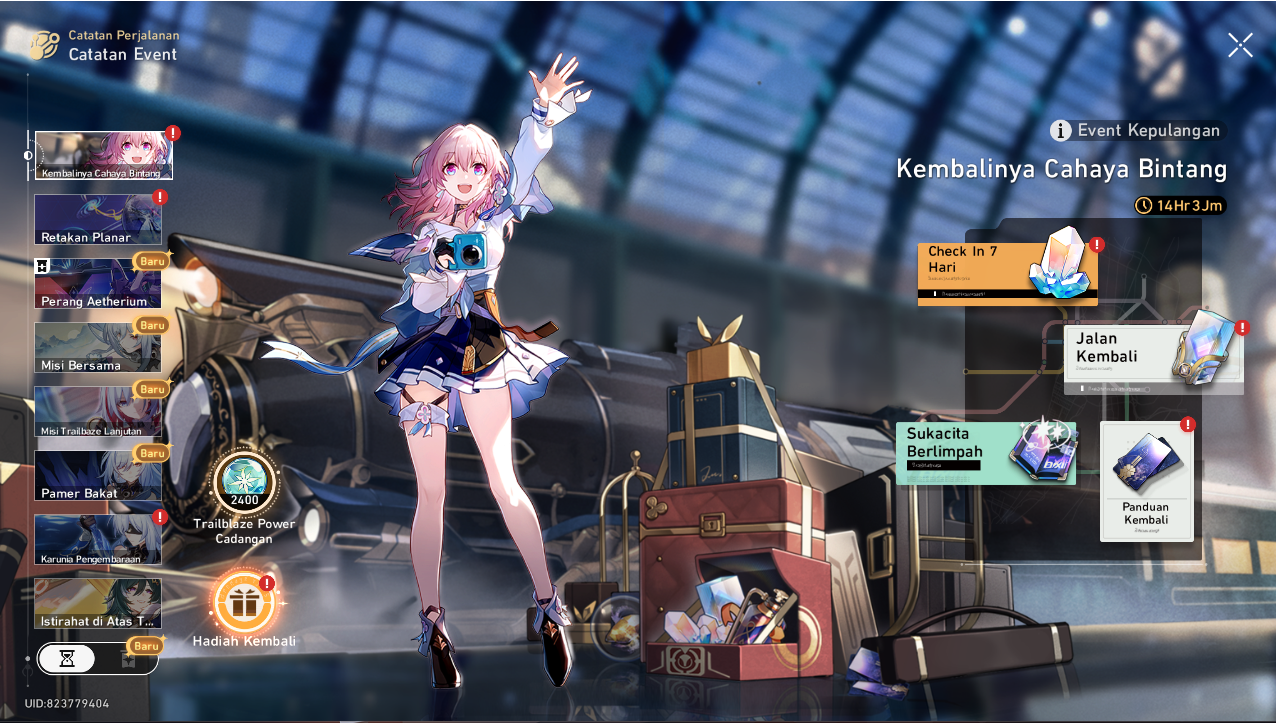 Catatan Perjalanan
Catatan Event
Kembalinya Cahaya Bintang
Retakan Planar
Baru
Perang Aetherium
Baru
Misi Bersama
Baru
Misi Trailblaze Lanjutan
Baru
Pamer Bakat
Karunia Pengembaraan
Istirahat di Atas T...
Baru
UID:823779404
2400
Trailblaze Power
Cadangan
Hadiah Kembali
Event Kepulangan
Kembalinya Cahaya Bintang
14Hr 3Jm
Check In 7
Hari
Jalan
Kembali
Sukacita
Berlimpah
Panduan
Kembali